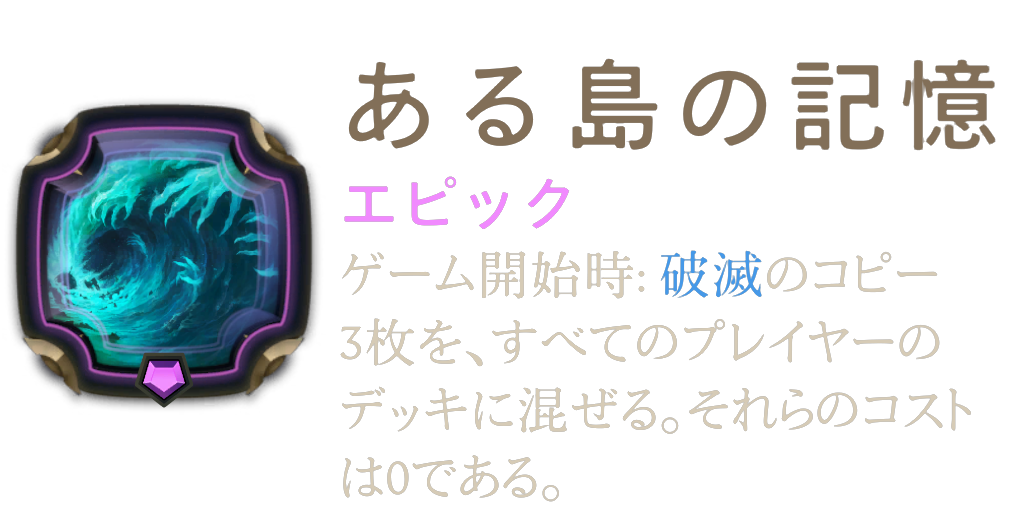 ある島の記憶
エピック
ゲーム開始時: 破滅のコピー
3枚を、すべてのプレイヤーの
デッキに混ぜる。それらのコスト
は0である。